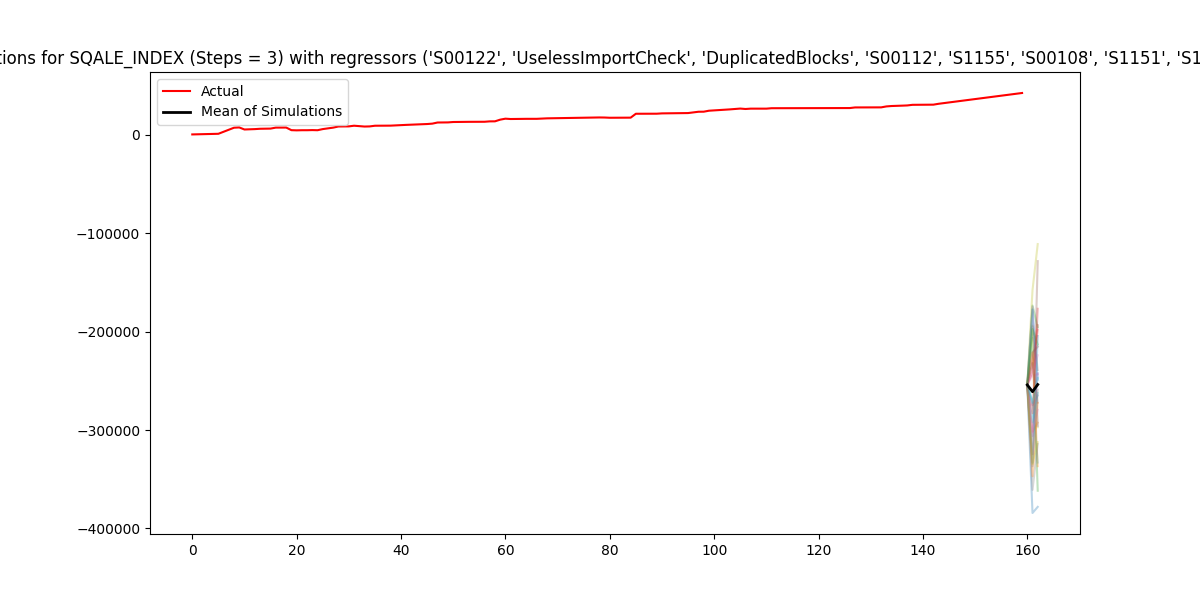 tions for SQALE_INDEX (Steps = 3) with regressors ('S00122', 'UselessImportCheck', 'DuplicatedBlocks', 'S00112', 'S1155', 'S00108', 'S1151', 'S1
Actual
Mean of Simulations
0
−100000
−200000
−300000
−400000
0 20 40 60 80 100 120 140 160